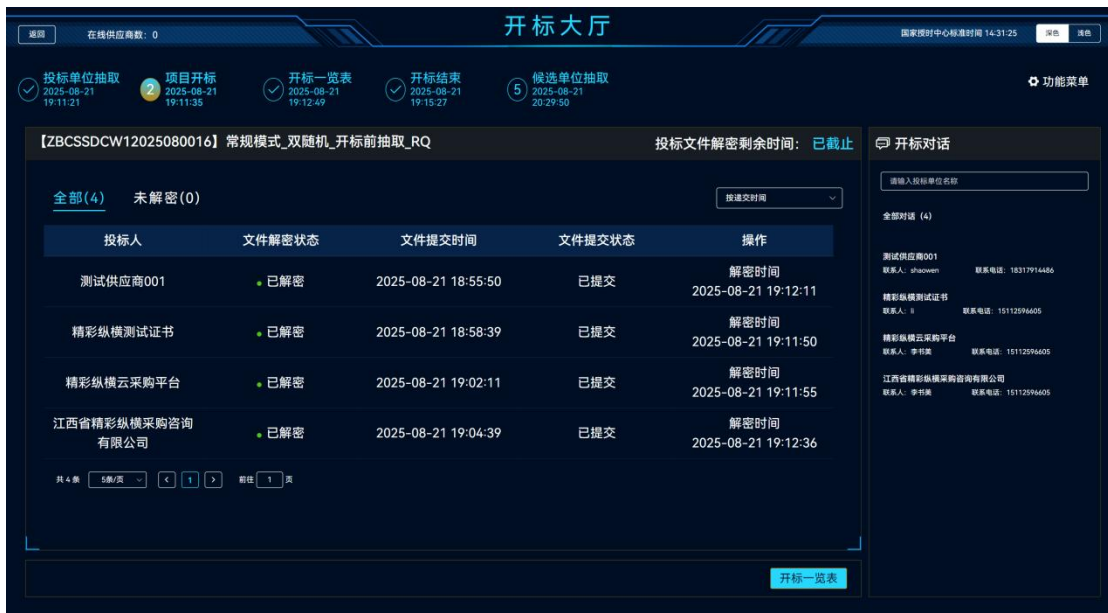 返回
在线供应商数：0
开标大厅
国家授时中心标准时间 14:31:25
深色
浅色
投标单位抽取
2025-08-21
19:11:21
2
项目开标
2025-08-21
19:11:35
开标一览表
2025-08-21
19:12:49
开标结束
2025-08-21
19:15:27
5
候选单位抽取
2025-08-21
20:29:50
功能菜单
【ZBCSSDCW12025080016】常规模式_双随机_开标前抽取_RQ
投标文件解密剩余时间： 已截止
全部(4) 未解密(0)
按递交时间
投标人 文件解密状态 文件提交时间 文件提交状态 操作
测试供应商001 已解密 2025-08-21 18:55:50 已提交 解密时间
2025-08-21 19:12:11
精彩纵横测试证书 已解密 2025-08-21 18:58:39 已提交 解密时间
2025-08-21 19:11:50
精彩纵横云采购平台 已解密 2025-08-21 19:02:11 已提交 解密时间
2025-08-21 19:11:55
江西省精彩纵横采购咨询
有限公司 已解密 2025-08-21 19:04:39 已提交 解密时间
2025-08-21 19:12:36
共 4 条 5条/页 1 前往 1 页
开标一览表
开标对话
请输入投标单位名称
全部对话（4）
测试供应商001
联系人：shaowen 联系电话：18317914486
精彩纵横测试证书
联系人：li 联系电话：15112596605
精彩纵横云采购平台
联系人：李书美 联系电话：15112596605
江西省精彩纵横采购咨询有限公司
联系人：李书美 联系电话：15112596605